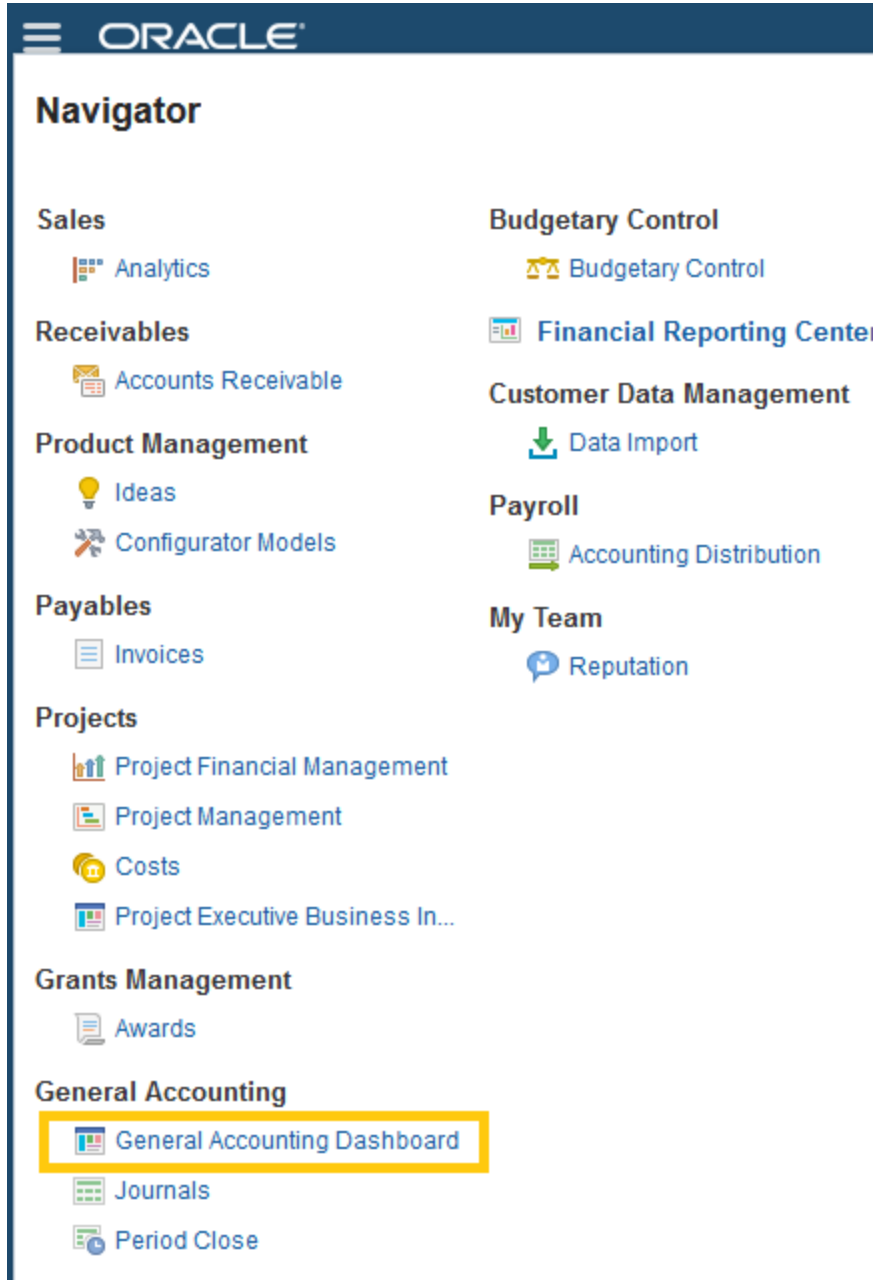 ORACLE
Navigator
Sales
Analytics
Receivables
Accounts Receivable
Product Management
Ideas
Configurator Models
Payables
Invoices
Projects
Project Financial Management
Project Management
Costs
Project Executive Business In...
Grants Management
Awards
General Accounting
General Accounting Dashboard
Journals
Period Close
Budgetary Control
Budgetary Control
Financial Reporting Center
Customer Data Management
Data Import
Payroll
Accounting Distribution
My Team
Reputation